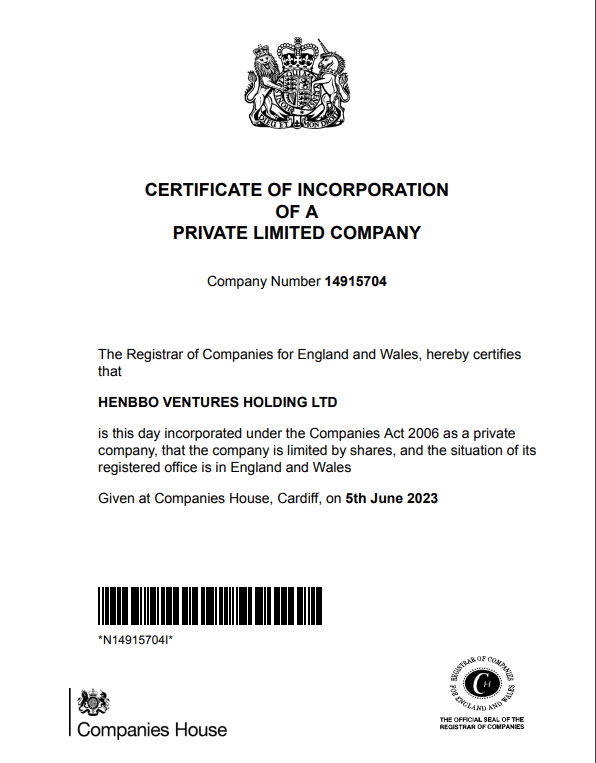 DIEU ET MON DROIT
CERTIFICATE OF INCORPORATION
OF A
PRIVATE LIMITED COMPANY
Company Number 14915704
The Registrar of Companies for England and Wales, hereby certifies
that
HENBBO VENTURES HOLDING LTD
is this day incorporated under the Companies Act 2006 as a private
company, that the company is limited by shares, and the situation of its
registered office is in England and Wales
Given at Companies House, Cardiff, on 5th June 2023
*N14915704I*
Companies House
REGISTRAR OF COMPANIES
FOR ENGLAND AND WALES
CH
THE OFFICIAL SEAL OF THE
REGISTRAR OF COMPANIES